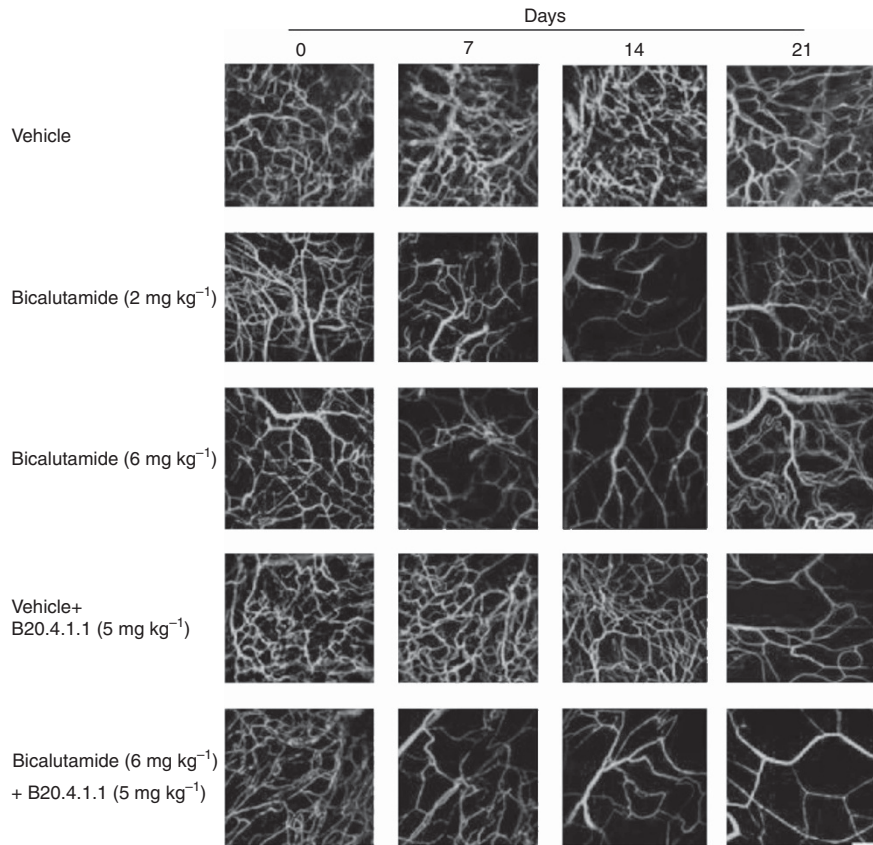 Days
0 7 14 21
Vehicle
Bicalutamide (2 mg kg⁻¹)
Bicalutamide (6 mg kg⁻¹)
Vehicle+
B20.4.1.1 (5 mg kg⁻¹)
Bicalutamide (6 mg kg⁻¹)
+ B20.4.1.1 (5 mg kg⁻¹)